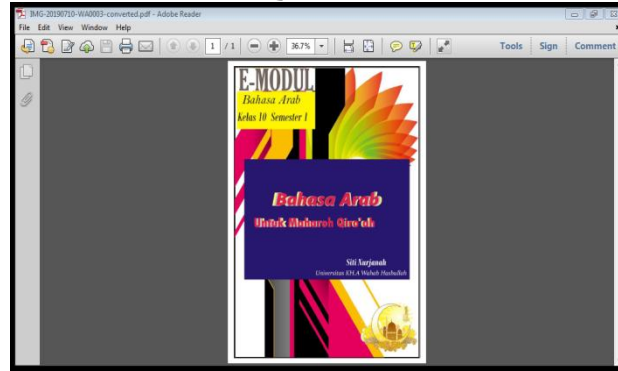 IMG-20190710-WA0003-converted.pdf - Adobe Reader
File Edit View Window Help
1 / 1 36.7% Tools Sign Comment
E-MODUL
Bahasa Arab
Kelas 10 Semester 1
Bahasa Arab
Untuk Maharoh Qiro'ah
Siti Nurjanah
Universitas KH.A Wahab Hasbullah